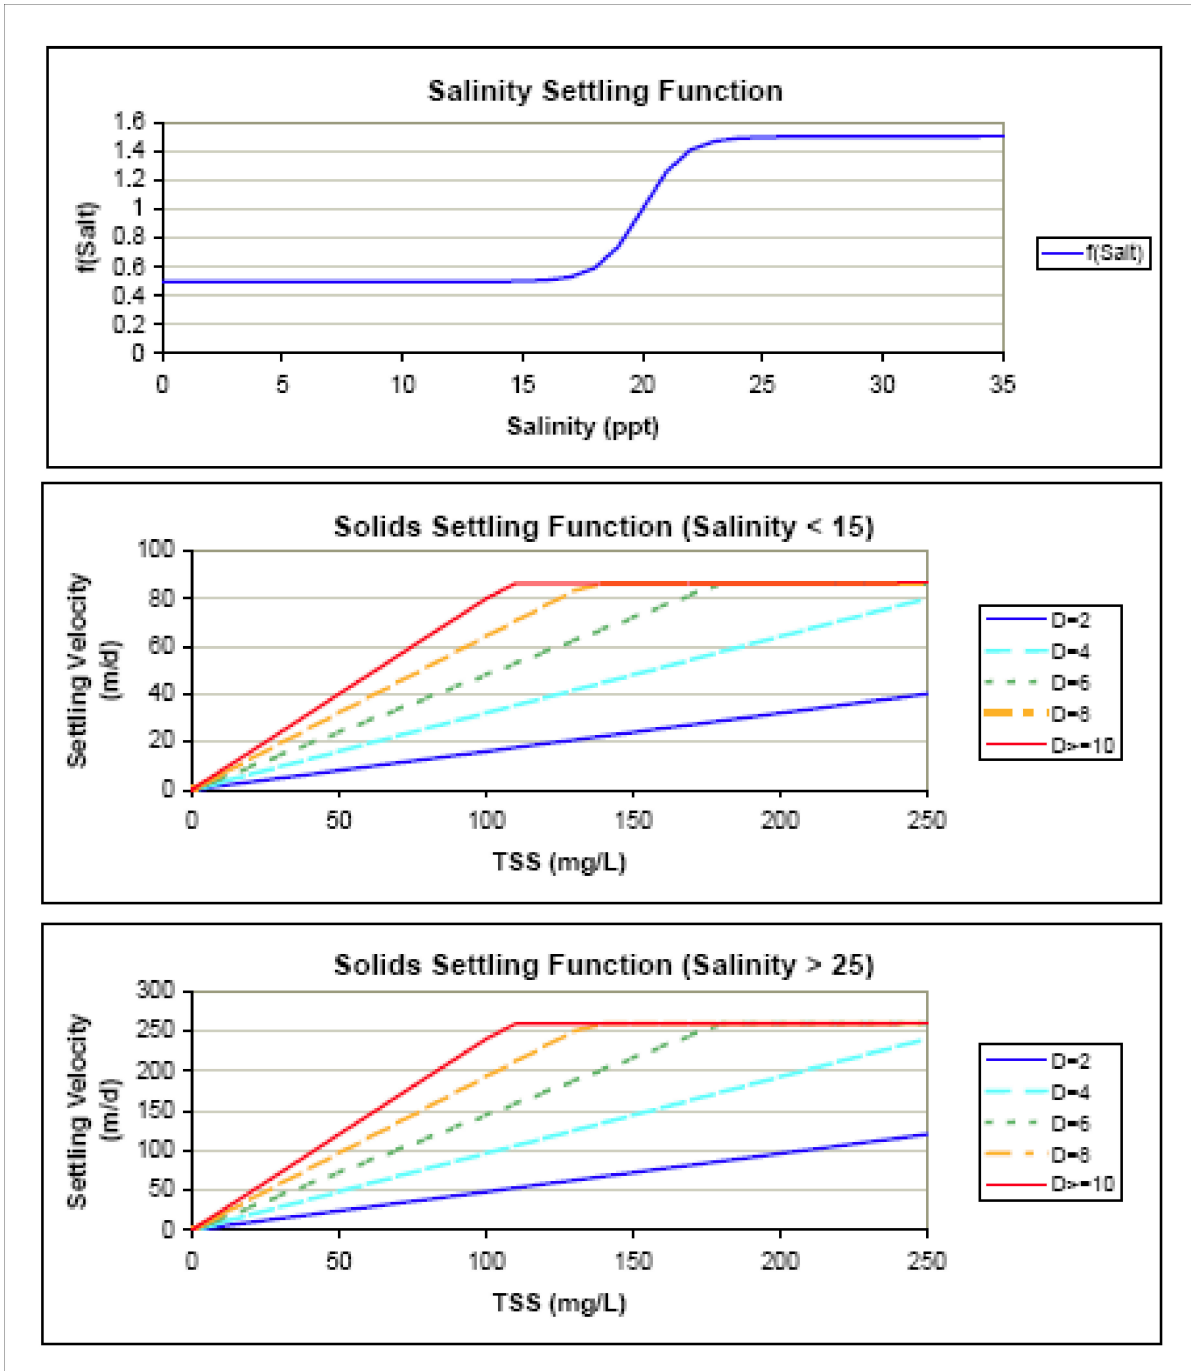 Salinity Settling Function
1.6
1.4
1.2
1
0.8
0.6
0.4
0.2
0
f(Salt)
0 5 10 15 20 25 30 35
Salinity (ppt)
f(Salt)
Solids Settling Function (Salinity < 15)
100
80
60
40
20
0
Settling Velocity
(m/d)
0 50 100 150 200 250
TSS (mg/L)
D=2
D=4
D=6
D=8
D>=10
Solids Settling Function (Salinity > 25)
300
250
200
150
100
50
0
Settling Velocity
(m/d)
0 50 100 150 200 250
TSS (mg/L)
D=2
D=4
D=6
D=8
D>=10